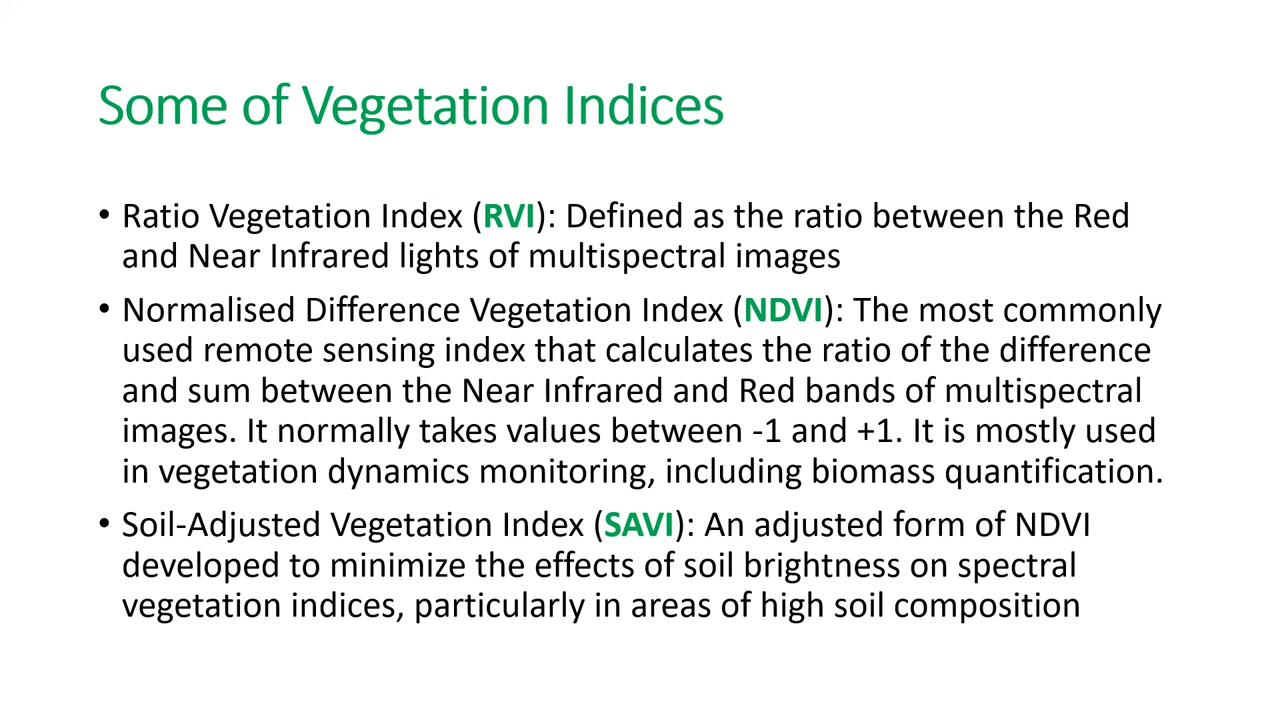 Some of Vegetation Indices
• Ratio Vegetation Index (RVI): Defined as the ratio between the Red
and Near Infrared lights of multispectral images
• Normalised Difference Vegetation Index (NDVI): The most commonly
used remote sensing index that calculates the ratio of the difference
and sum between the Near Infrared and Red bands of multispectral
images. It normally takes values between -1 and +1. It is mostly used
in vegetation dynamics monitoring, including biomass quantification.
• Soil-Adjusted Vegetation Index (SAVI): An adjusted form of NDVI
developed to minimize the effects of soil brightness on spectral
vegetation indices, particularly in areas of high soil composition